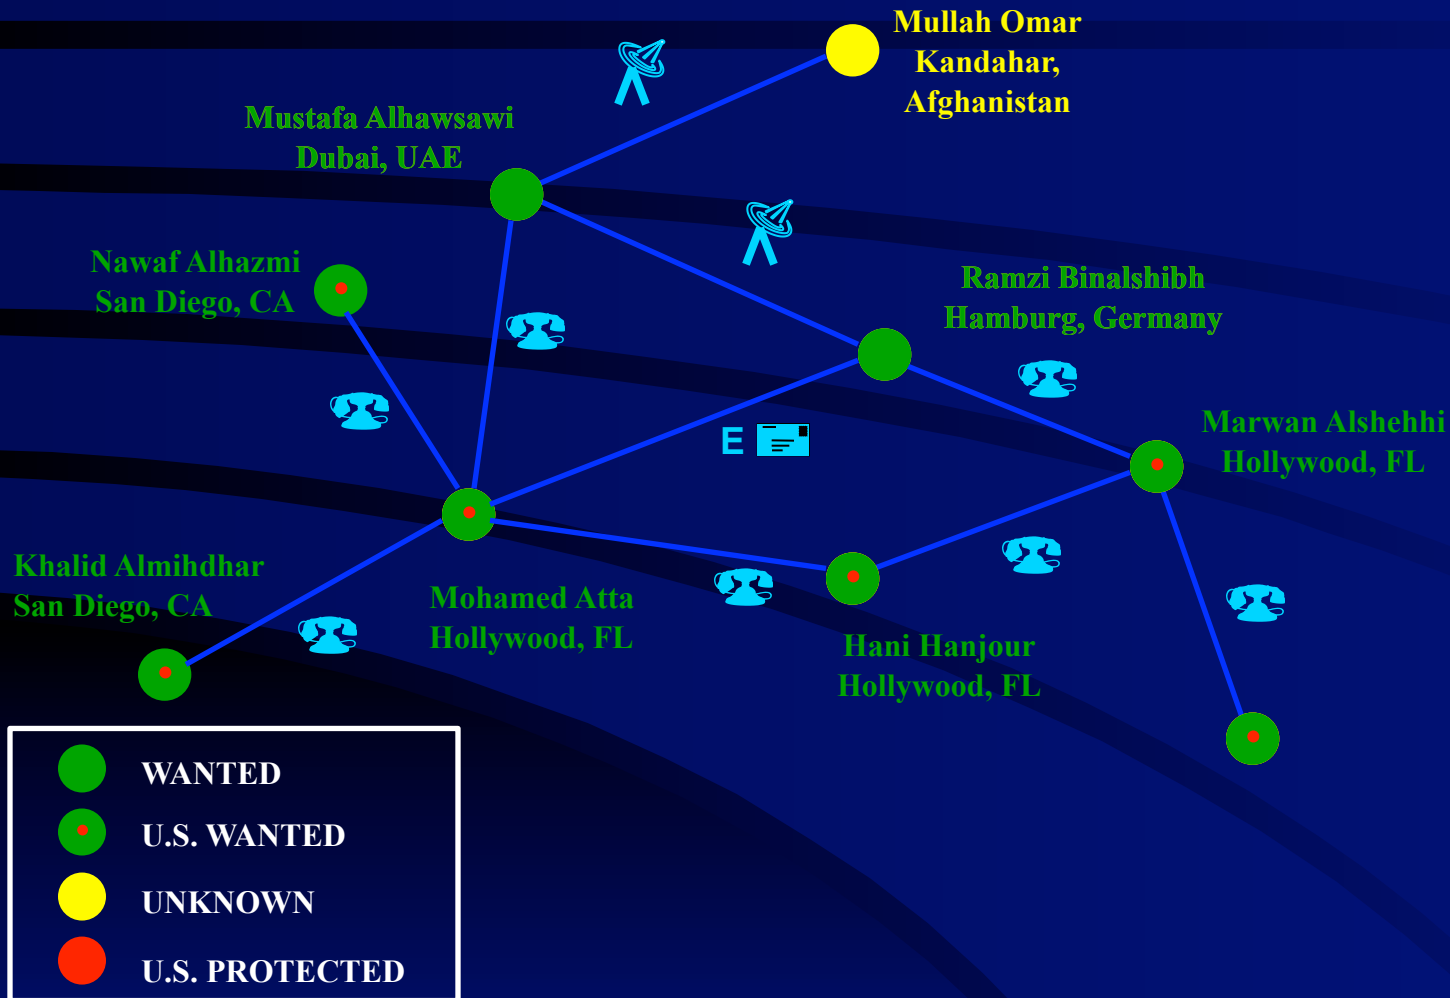 Mullah Omar
Kandahar,
Afghanistan
Mustafa Alhawsawi
Dubai, UAE
Nawaf Alhazmi
San Diego, CA
Ramzi Binalshibh
Hamburg, Germany
Marwan Alshehhi
Hollywood, FL
E
Khalid Almihdhar
San Diego, CA
Mohamed Atta
Hollywood, FL
Hani Hanjour
Hollywood, FL
WANTED
U.S. WANTED
UNKNOWN
U.S. PROTECTED